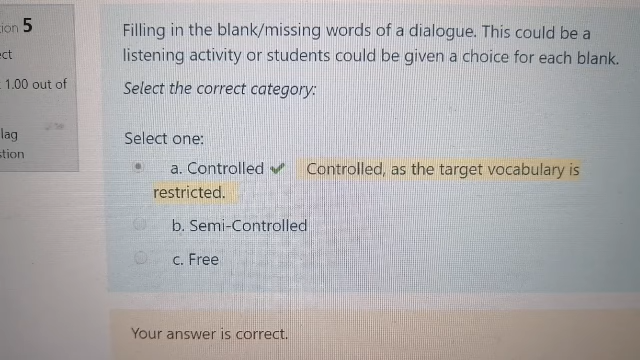 ion 5
ect
1.00 out of
lag
stion
Filling in the blank/missing words of a dialogue. This could be a
listening activity or students could be given a choice for each blank.
Select the correct category:
Select one:
a. Controlled ✔ Controlled, as the target vocabulary is
restricted.
b. Semi-Controlled
c. Free
Your answer is correct.